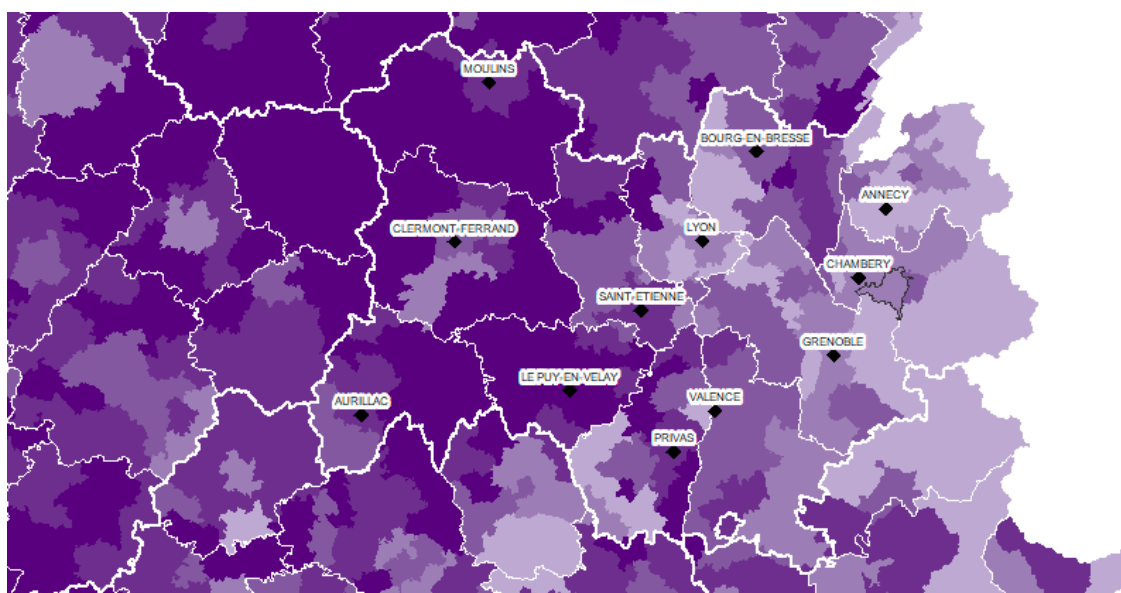 MOULINS
BOURG-EN-BRESSE
ANNECY
CLERMONT-FERRAND
LYON
CHAMBERY
SAINT-ETIENNE
GRENOBLE
LE PUY-EN-VELAY
AURILLAC
VALENCE
PRIVAS